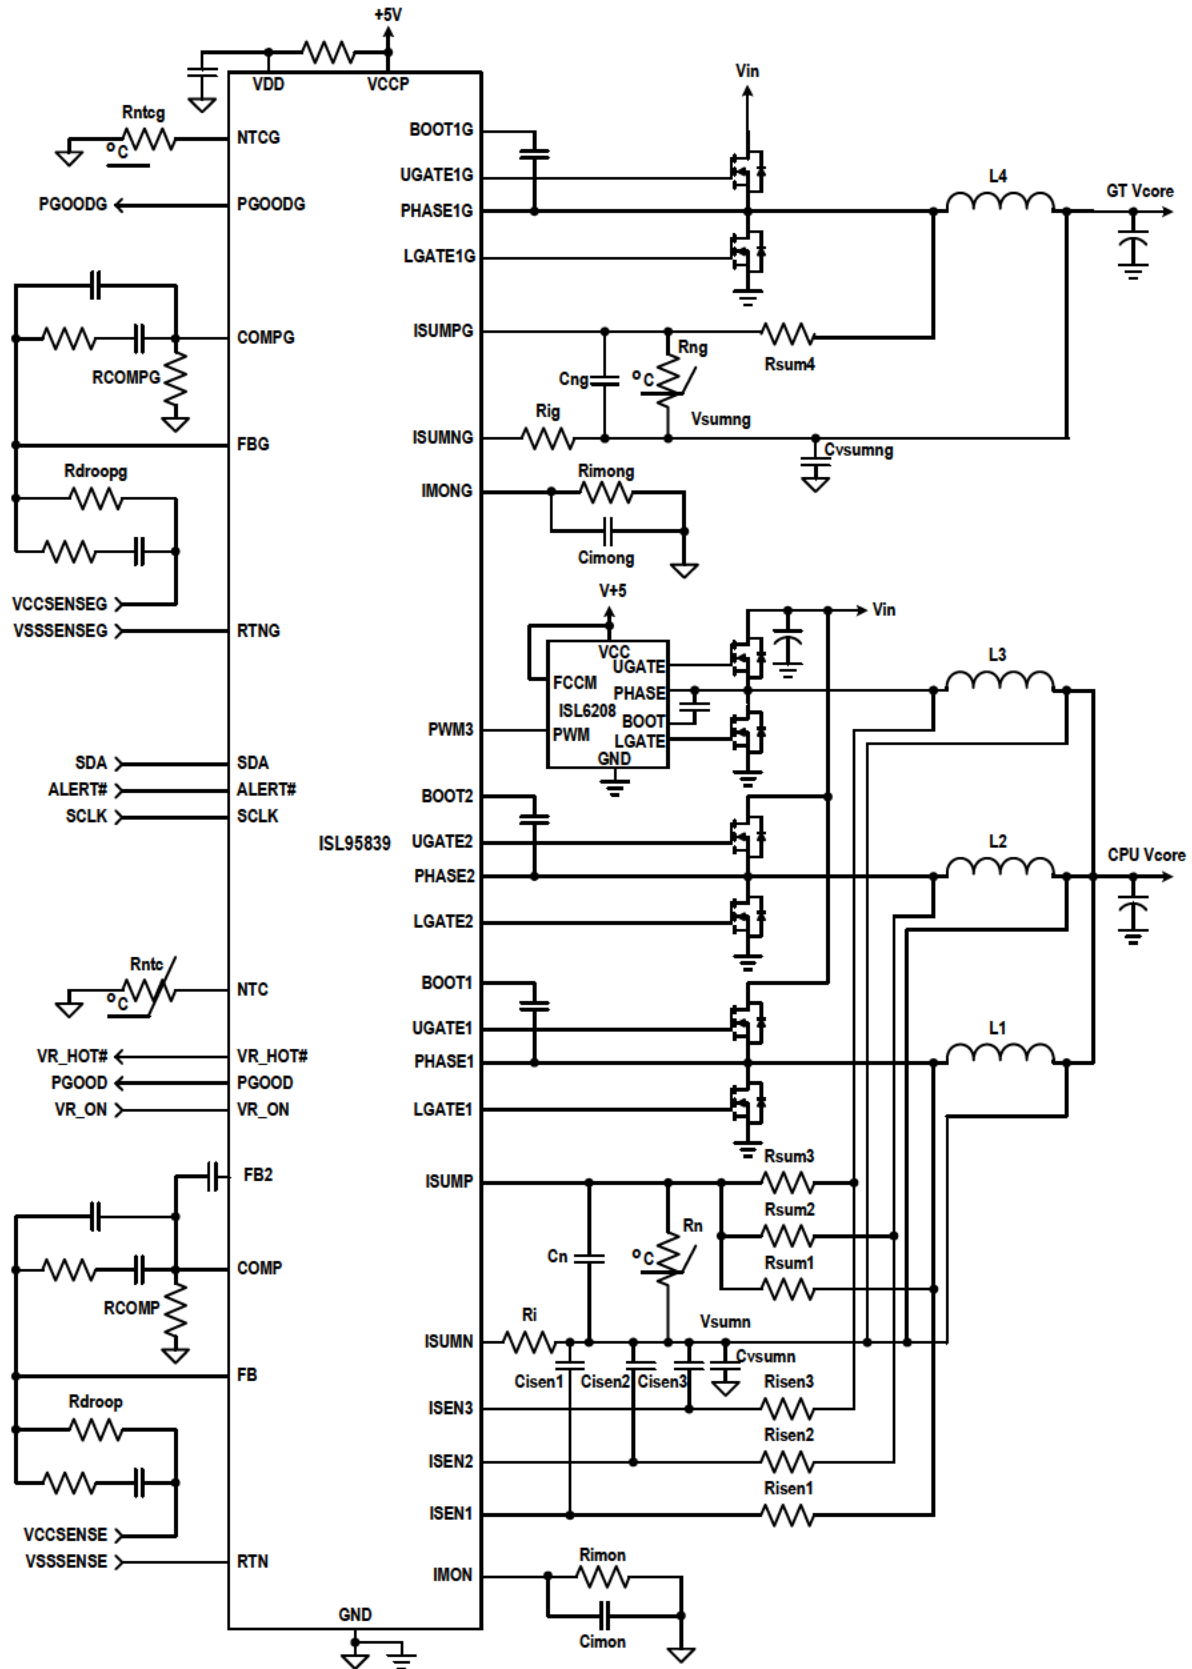 +5V
VDD
VCCP
Vin
Rntcg
°C
NTCG
BOOT1G
UGATE1G
PGOODG
PGOODG
PHASE1G
L4
GT Vcore
LGATE1G
COMPG
RCOMPG
ISUMPG
Rng
°C
Cng
Rsum4
Rig
Vsumng
FBG
ISUMNG
Cvsumng
Rdroopg
IMONG
Rimong
Cimong
VCCSENSEG
VSSSENSEG
RTNG
V+5
Vin
VCC
UGATE
FCCM
PHASE
ISL6208
BOOT
PWM
LGATE
GND
L3
PWM3
SDA
SDA
ALERT#
ALERT#
SCLK
SCLK
BOOT2
ISL95839
UGATE2
PHASE2
L2
CPU Vcore
LGATE2
Rntc
°C
NTC
BOOT1
UGATE1
VR_HOT#
VR_HOT#
PHASE1
L1
PGOOD
PGOOD
VR_ON
VR_ON
LGATE1
FB2
ISUMP
Rsum3
Rsum2
Rsum1
Rn
°C
Cn
COMP
RCOMP
Ri
Vsumn
ISUMN
Cvsumn
FB
Cisen1
Cisen2
Cisen3
Rdroop
ISEN3
Risen3
ISEN2
Risen2
ISEN1
Risen1
VCCSENSE
VSSSENSE
RTN
IMON
Rimon
Cimon
GND